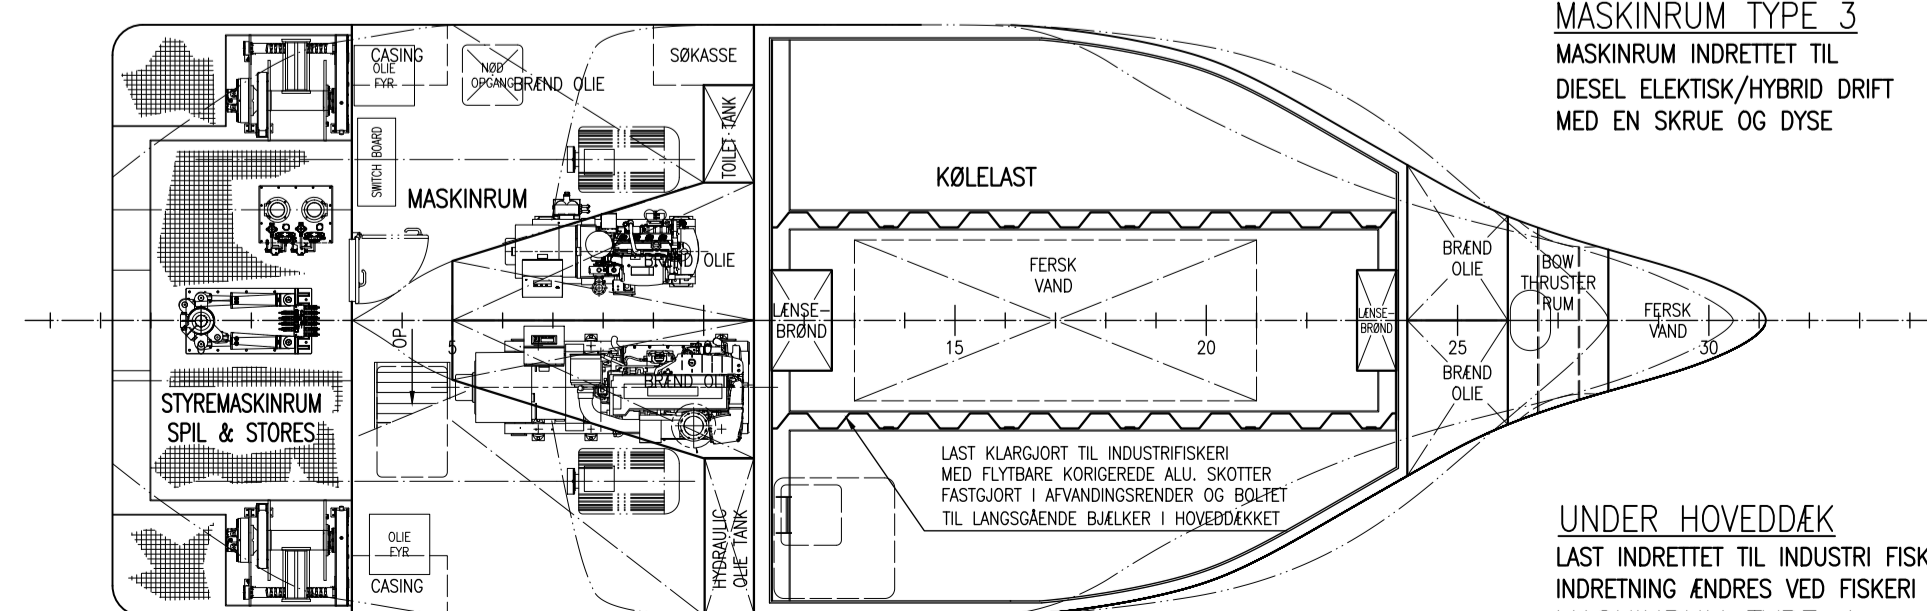 MASKINRUM TYPE 3
MASKINRUM INDRETTET TIL
DIESEL ELEKTISK/HYBRID DRIFT
MED EN SKRUE OG DYSE
CASING
OLIE
FYR
NØD
OPGANG
BRÆND OLIE
SØKASSE
TOILET TANK
SWITCH BOARD
MASKINRUM
KØLELAST
BRÆND OLIE
FERSK
VAND
BRÆND
OLIE
BOW
THRUSTER
RUM
LÆNSE-
BRØND
LÆNSE-
BRØND
FERSK
VAND
OP
5
15
20
25
30
BRÆND OLIE
BRÆND
OLIE
STYREMASKINRUM
SPIL & STORES
LAST KLARGJORT TIL INDUSTRIFISKERI
MED FLYTBARE KORIGEREDE ALU. SKOTTER
FASTGJORT I AFVANDINGSRENDER OG BOLTET
TIL LANGSGÅENDE BJÆLKER I HOVEDDÆKKET
HYDRAULIC
OLIE TANK
OLIE
FYR
CASING
UNDER HOVEDDÆK
LAST INDRETTET TIL INDUSTRI FISK
INDRETNING ÆNDRES VED FISKERI